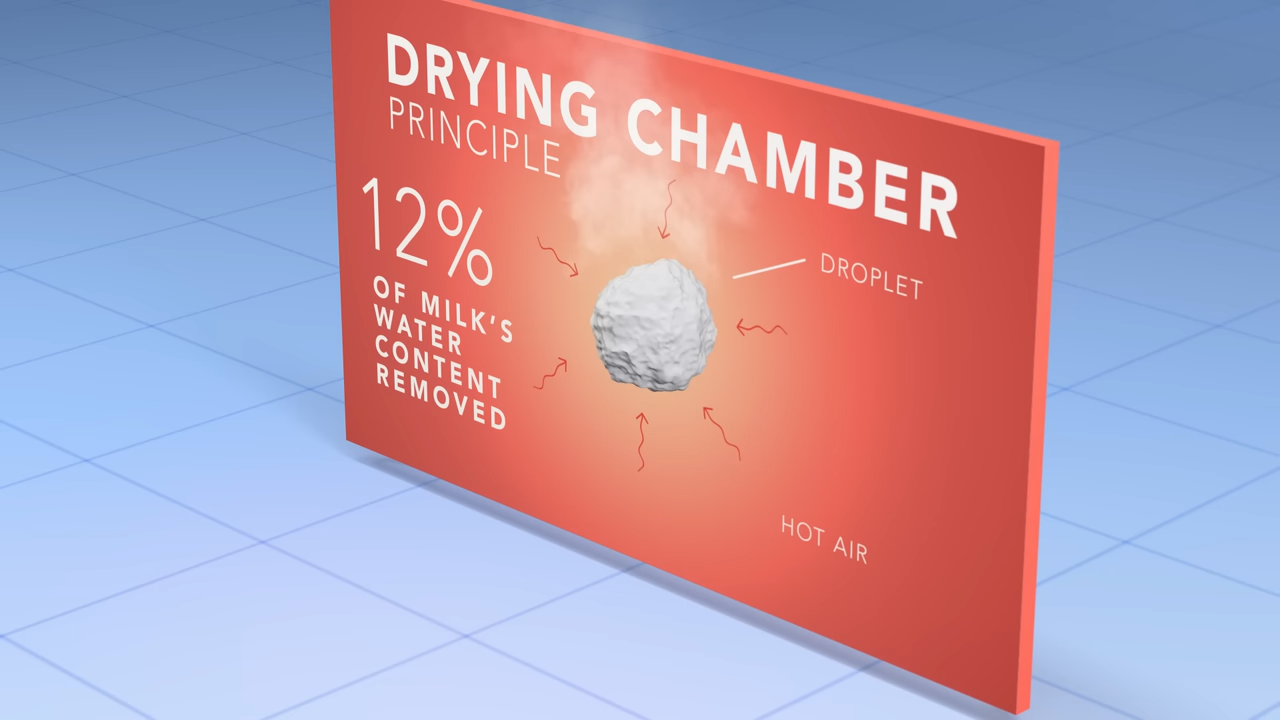 DRYING CHAMBER
PRINCIPLE
12%
OF MILK'S
WATER
CONTENT
REMOVED
DROPLET
HOT AIR